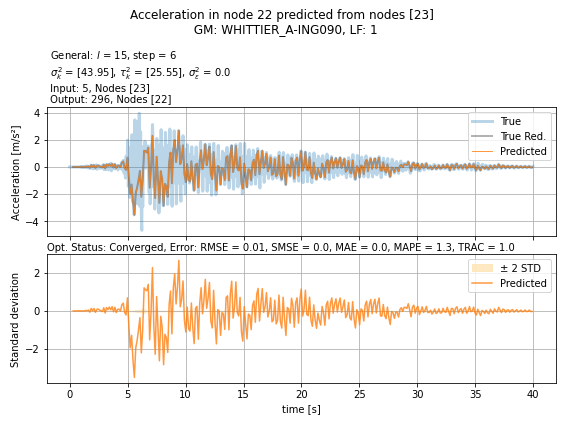 Acceleration in node 22 predicted from nodes [23]
GM: WHITTIER_A-ING090, LF: 1
General: l = 15, step = 6
σ²ₖ = [43.95], τ²ₖ = [25.55], σ²ε = 0.0
Input: 5, Nodes [23]
Output: 296, Nodes [22]
Acceleration [m/s²]
4
2
0
−2
−4
True
True Red.
Predicted
Opt. Status: Converged, Error: RMSE = 0.01, SMSE = 0.0, MAE = 0.0, MAPE = 1.3, TRAC = 1.0
Standard deviation
2
0
−2
± 2 STD
Predicted
0 5 10 15 20 25 30 35 40
time [s]